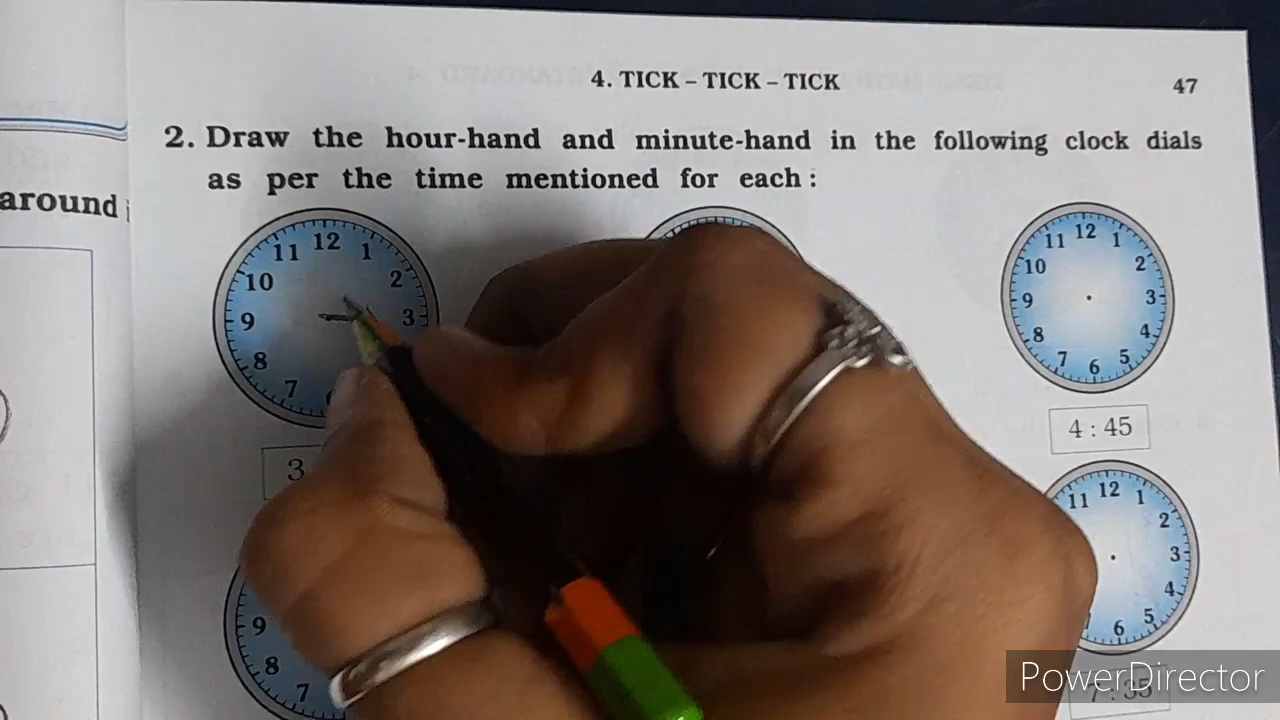 4. TICK – TICK – TICK 47
2. Draw the hour-hand and minute-hand in the following clock dials
as per the time mentioned for each :
around
11 12 1
10 2
9 3
8
7
11 12 1
10 2
9 3
8 4
7 6 5
3
4 : 45
11 12 1
2
3
4
6 5
9
8
7
7 : 35
PowerDirector